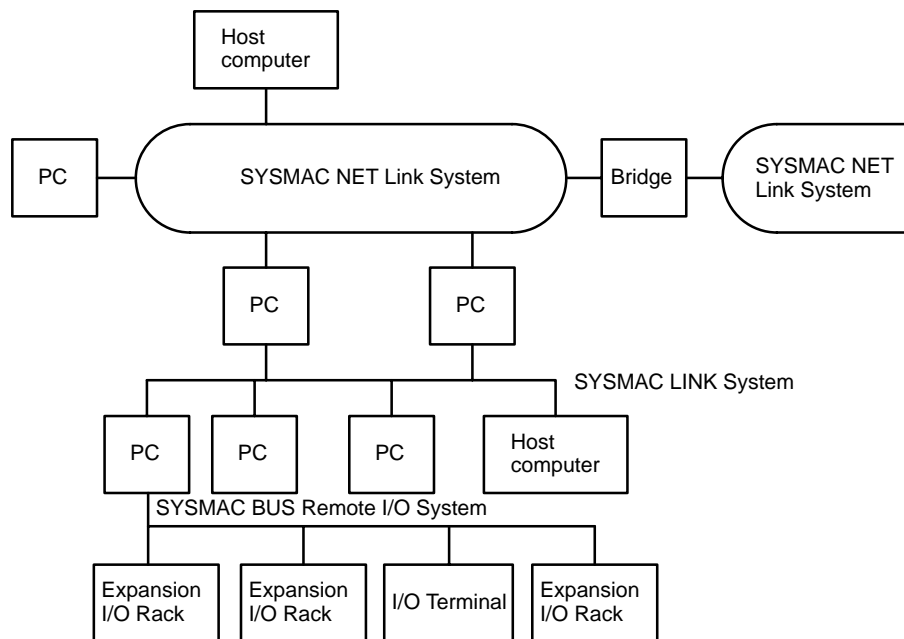 Host
computer
PC
SYSMAC NET Link System
Bridge
SYSMAC NET
Link System
PC
PC
SYSMAC LINK System
PC
PC
PC
Host
computer
SYSMAC BUS Remote I/O System
Expansion
I/O Rack
Expansion
I/O Rack
I/O Terminal
Expansion
I/O Rack